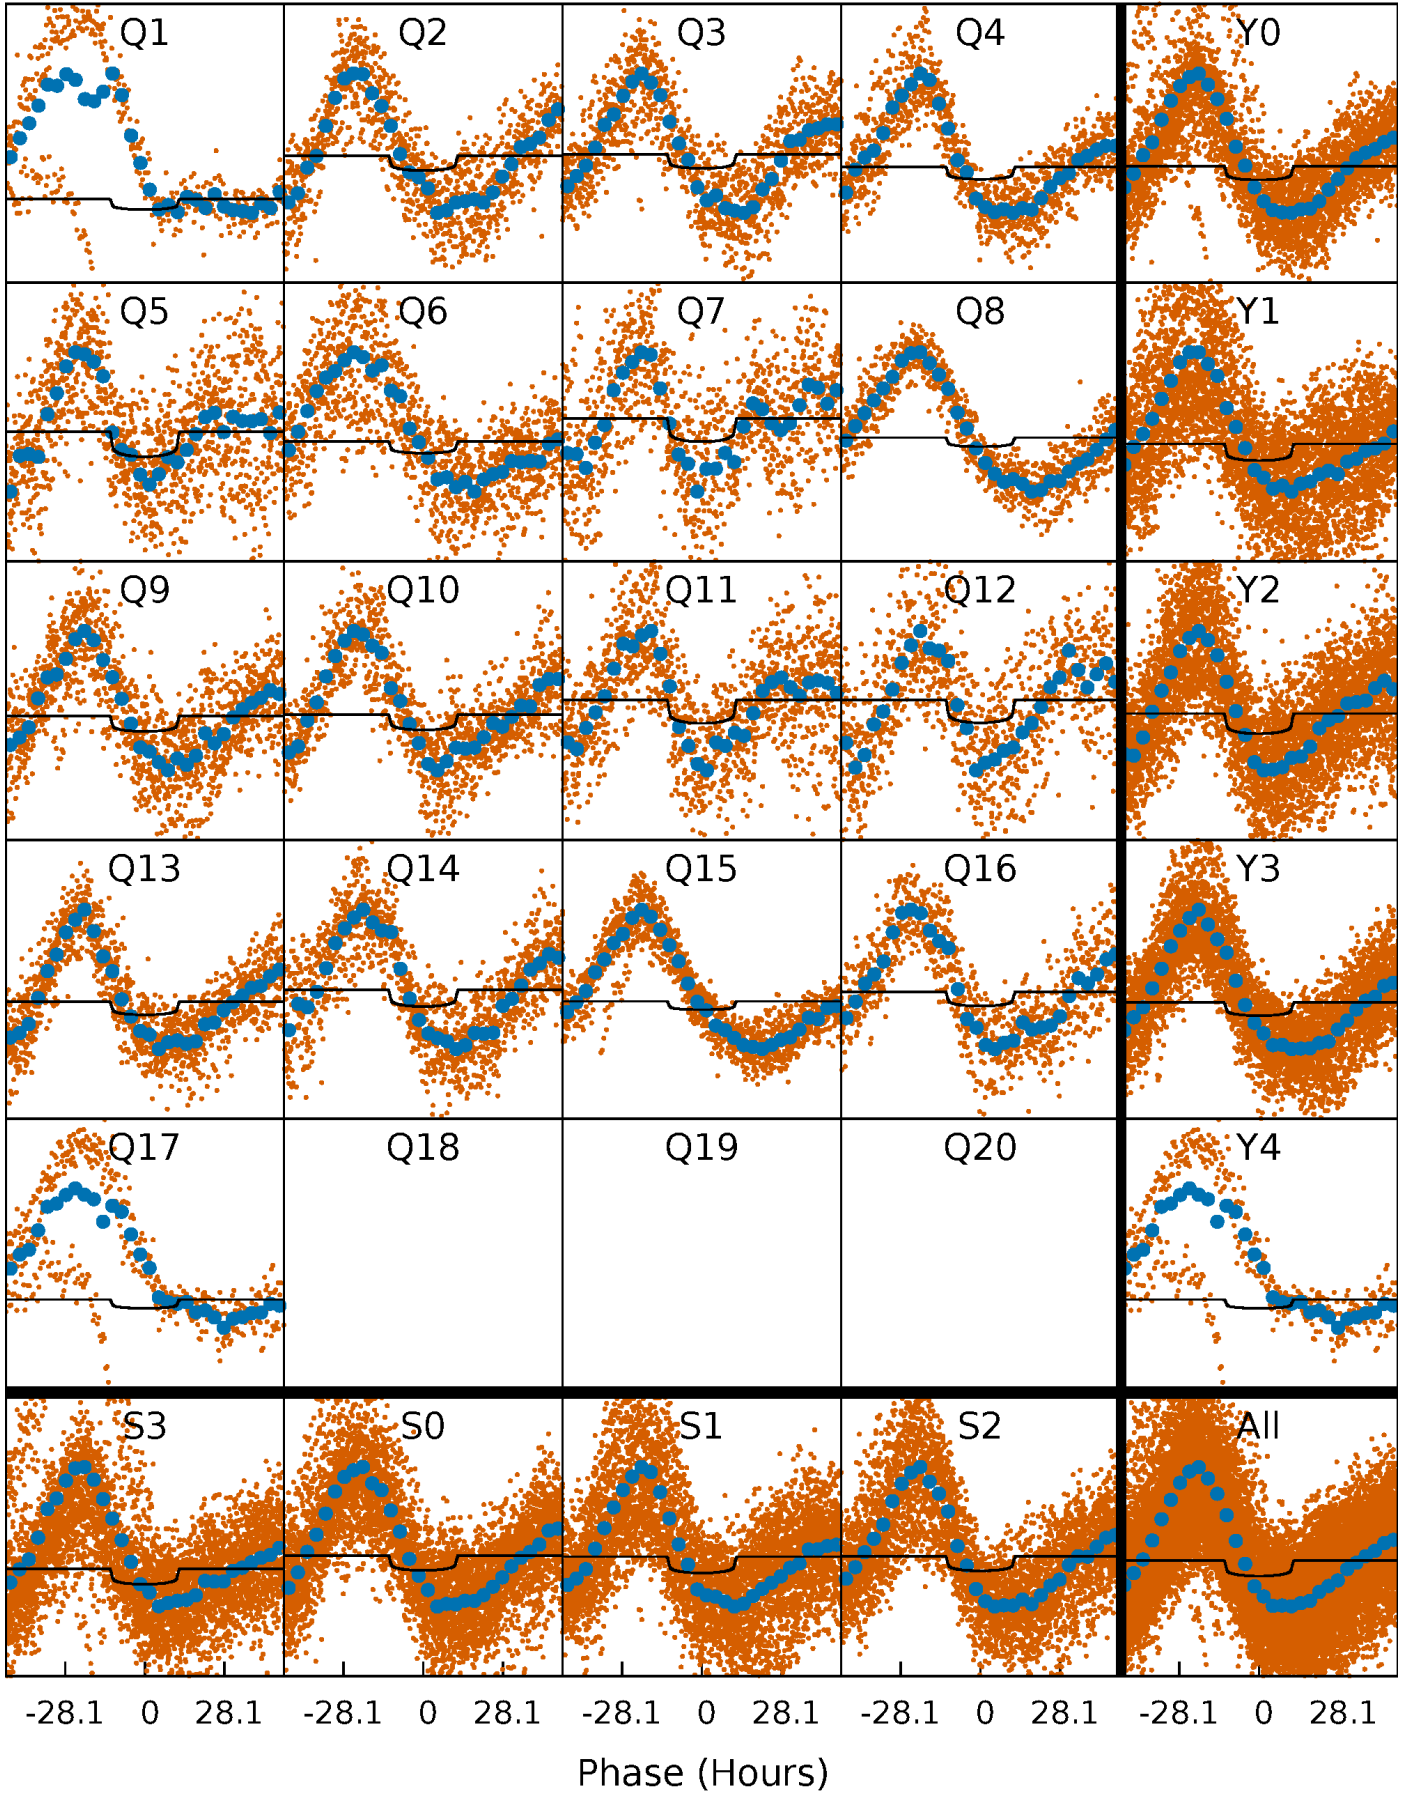 Q1 Q2 Q3 Q4 Y0
Q5 Q6 Q7 Q8 Y1
Q9 Q10 Q11 Q12 Y2
Q13 Q14 Q15 Q16 Y3
Q17 Q18 Q19 Q20 Y4
S3 S0 S1 S2 All
-28.1 0 28.1 -28.1 0 28.1 -28.1 0 28.1 -28.1 0 28.1 -28.1 0 28.1
Phase (Hours)